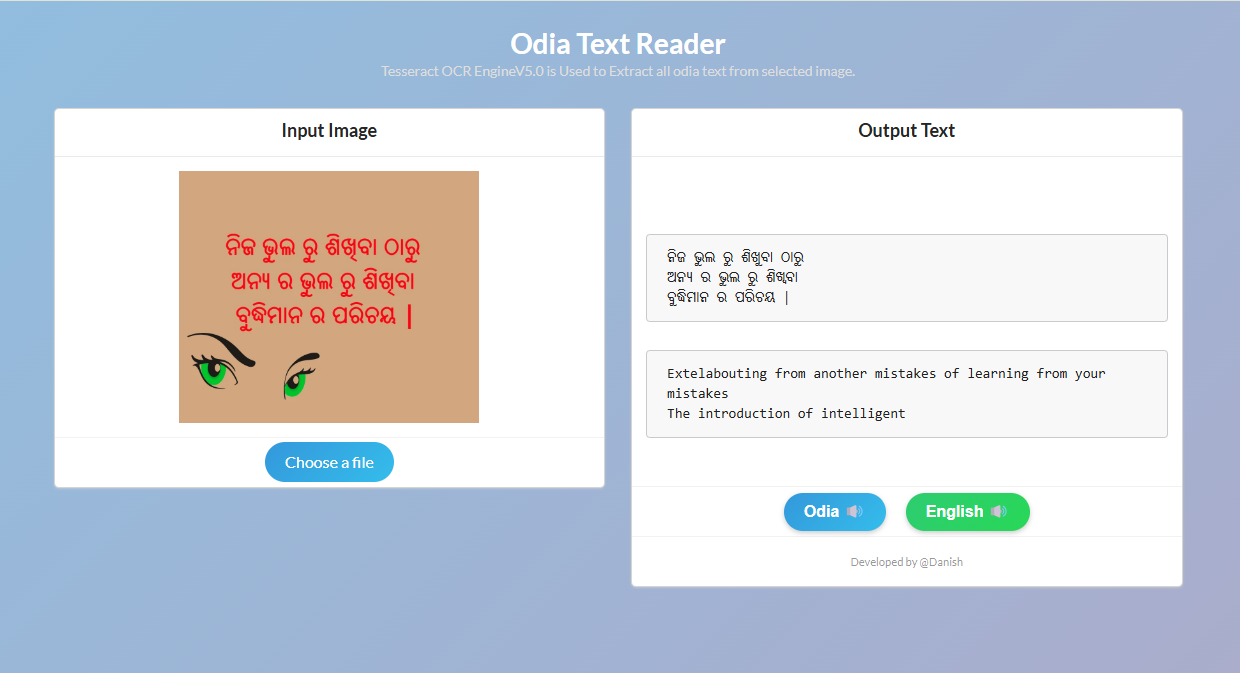 Odia Text Reader
Tesseract OCR EngineV5.0 is Used to Extract all odia text from selected image.
Input Image
ନିଜ ଭୁଲ ରୁ ଶିଖିବା ଠାରୁ
ଅନ୍ୟ ର ଭୁଲ ରୁ ଶିଖିବା
ବୁଦ୍ଧିମାନ ର ପରିଚୟ |
Choose a file
Output Text
ନିଜ ଭୁଲ ରୁ ଶିଖୁବା ଠାରୁ
ଅନ୍ୟ ର ଭୁଲ ରୁ
ବୁଦ୍ଧିମାନ ର ପରିଚୟ |
Extelabouting from another mistakes of learning from your
mistakes
The introduction of intelligent
Odia
English
Developed by @Danish